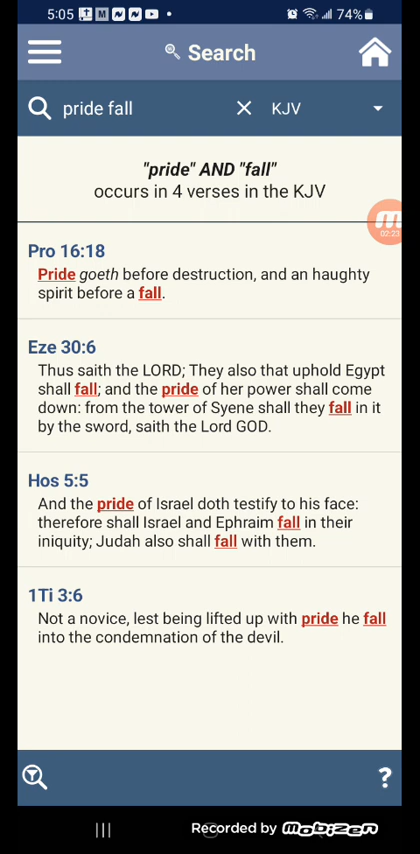 5:05 74%
Search
pride fall KJV
"pride" AND "fall"
occurs in 4 verses in the KJV
02:23
Pro 16:18
Pride goeth before destruction, and an haughty
spirit before a fall.
Eze 30:6
Thus saith the LORD; They also that uphold Egypt
shall fall; and the pride of her power shall come
down: from the tower of Syene shall they fall in it
by the sword, saith the Lord GOD.
Hos 5:5
And the pride of Israel doth testify to his face:
therefore shall Israel and Ephraim fall in their
iniquity; Judah also shall fall with them.
1Ti 3:6
Not a novice, lest being lifted up with pride he fall
into the condemnation of the devil.
?
Recorded by mobizen